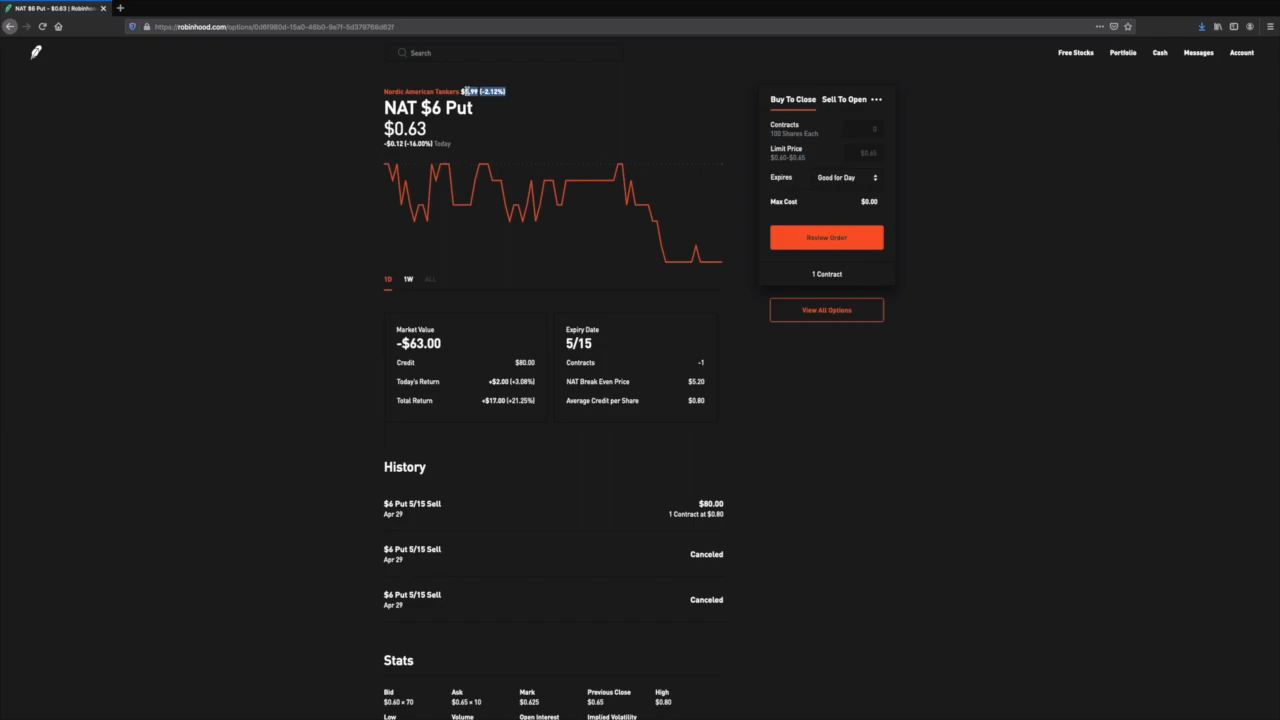 NAT $6 Put - $0.63 | Robinhood
https://robinhood.com/options/
Search
Free Stocks
Portfolio
Cash
Messages
Account
Nordic American Tankers (-2.12%)
NAT $6 Put
$0.63
-$0.12 (-16.00%) Today
1D 1W ALL
Market Value
-$63.00
Credit $80.00
Today's Return +$2.00 (+3.08%)
Total Return +$17.00 (+21.25%)
Expiry Date
5/15
Contracts -1
NAT Break Even Price $5.20
Average Credit per Share $0.80
Buy To Close Sell To Open
Contracts 0
100 Shares Each
Limit Price $0.65
$0.60-$0.65
Expires Good for Day
Max Cost $0.00
Review Order
1 Contract
View All Options
History
$6 Put 5/15 Sell $80.00
Apr 29 1 Contract at $0.80
$6 Put 5/15 Sell Canceled
Apr 29
$6 Put 5/15 Sell Canceled
Apr 29
Stats
Bid Ask Mark Previous Close High
$0.60 × 70 $0.65 × 10 $0.625 $0.65 $0.80
Low Volume Open Interest Implied Volatility